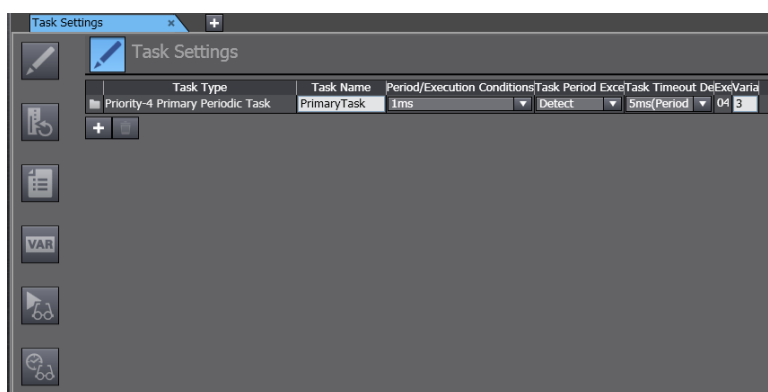 Task Settings
Task Settings
Task Type Task Name Period/Execution Conditions Task Period Exce Task Timeout De Exe Varia
Priority-4 Primary Periodic Task PrimaryTask 1ms Detect 5ms(Period 04 3
VAR